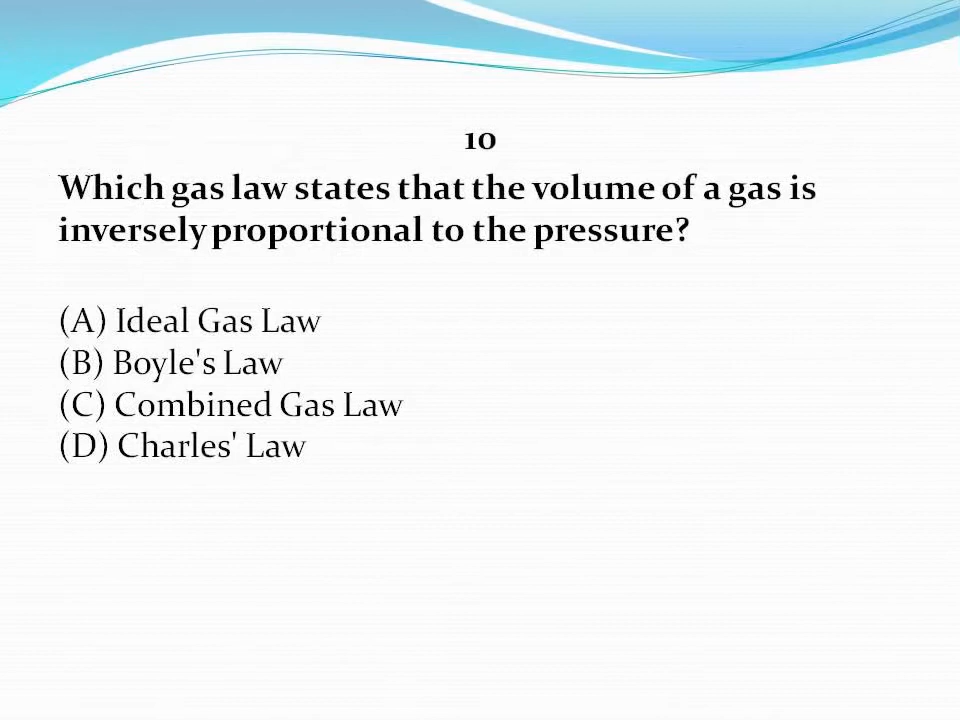 10
Which gas law states that the volume of a gas is
inversely proportional to the pressure?
(A) Ideal Gas Law
(B) Boyle's Law
(C) Combined Gas Law
(D) Charles' Law